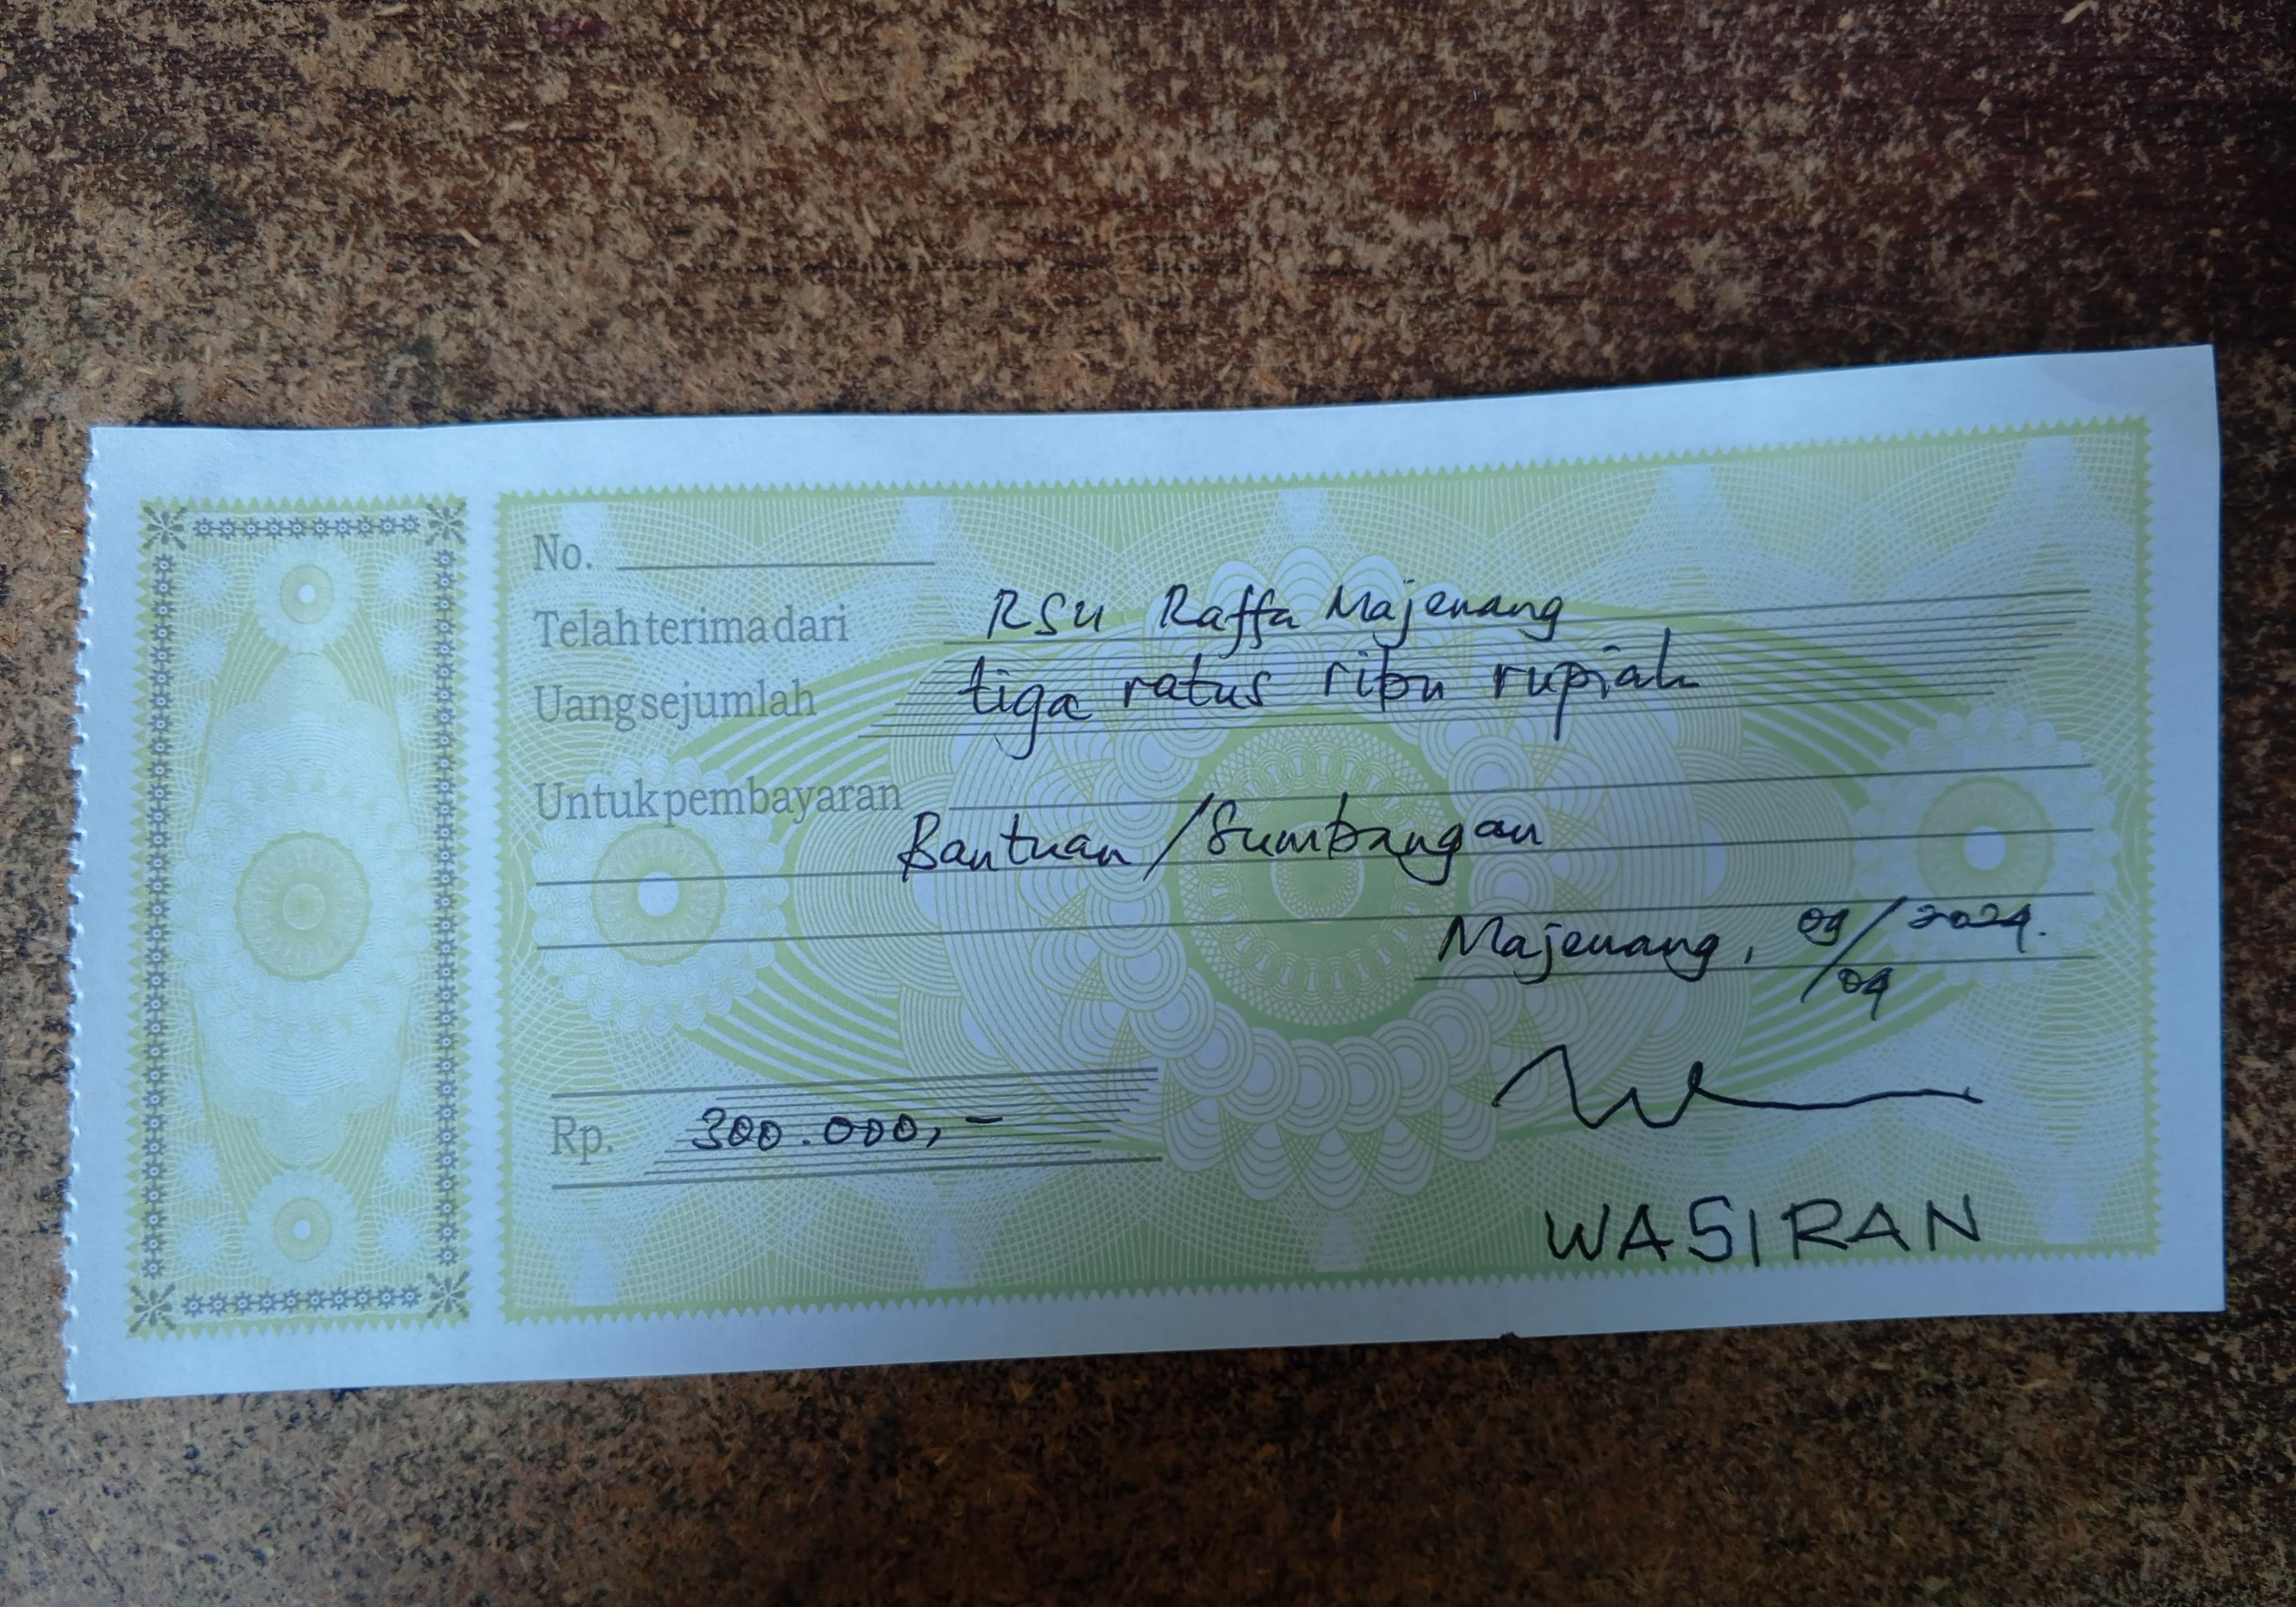 No.
Telah terima dari RSU Raffa Majenang
Uang sejumlah tiga ratus ribu rupiah
Untuk pembayaran
Bantuan / Sumbangan
Majenang, 09/09 2024.
Rp. 300.000,-
WASIRAN